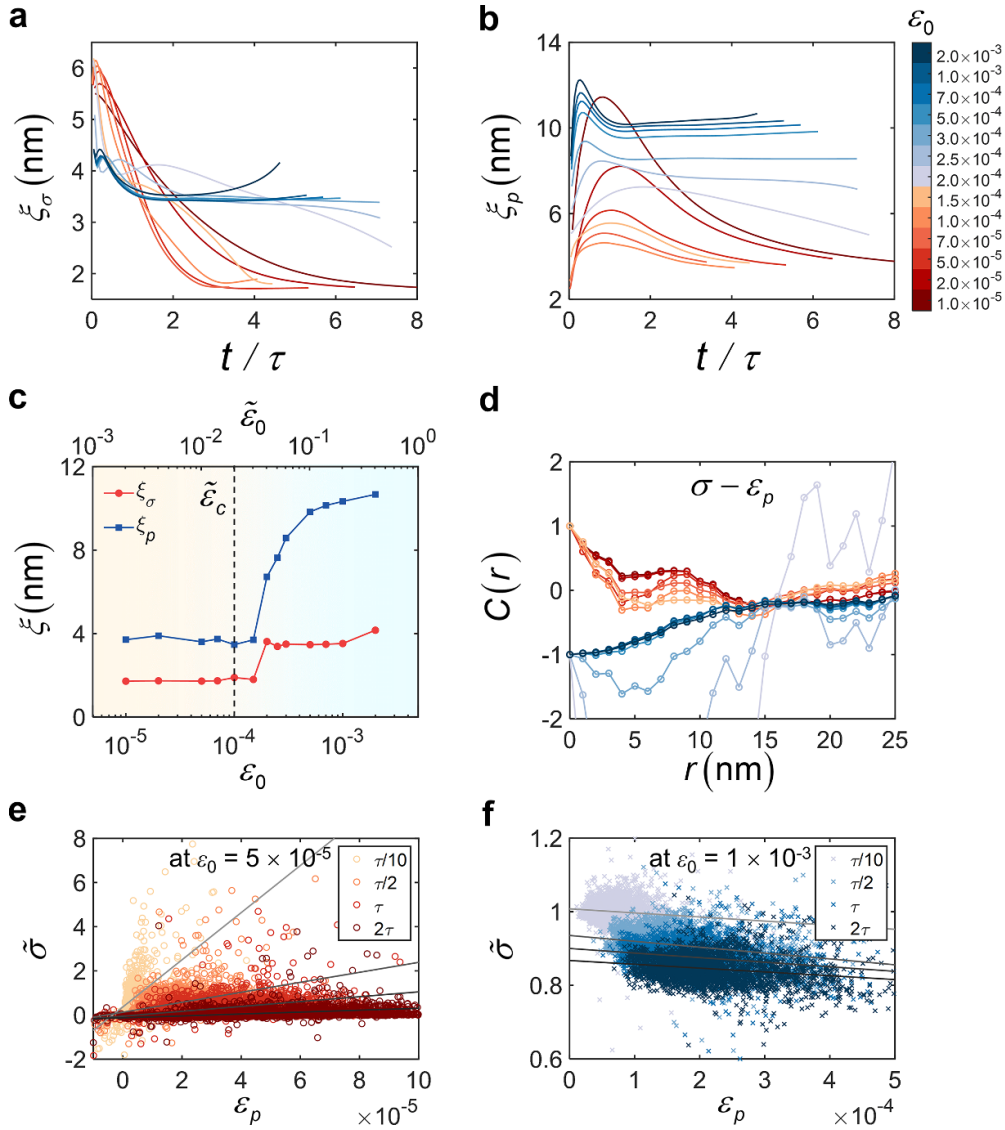 a
ξσ (nm)
6
5
4
3
2
0 2 4 6 8
t / τ
b
ξp (nm)
14
10
6
2
0 2 4 6 8
t / τ
ε0
2.0×10-3
1.0×10-3
7.0×10-4
5.0×10-4
3.0×10-4
2.5×10-4
2.0×10-4
1.5×10-4
1.0×10-4
7.0×10-5
5.0×10-5
2.0×10-5
1.0×10-5
c
ε̃0
10-3 10-2 10-1 100
ξ (nm)
12
8
4
0
ξσ
ξp
ε̃c
10-5 10-4 10-3
ε0
d
σ – εp
C(r)
2
1
0
-1
-2
0 5 10 15 20 25
r (nm)
e
at ε0 = 5 × 10-5
τ/10
τ/2
τ
2τ
σ̃
8
6
4
2
0
-2
0 2 4 6 8 10
εp
×10-5
f
at ε0 = 1 × 10-3
τ/10
τ/2
τ
2τ
σ̃
1.2
1
0.8
0.6
0 1 2 3 4 5
εp
×10-4